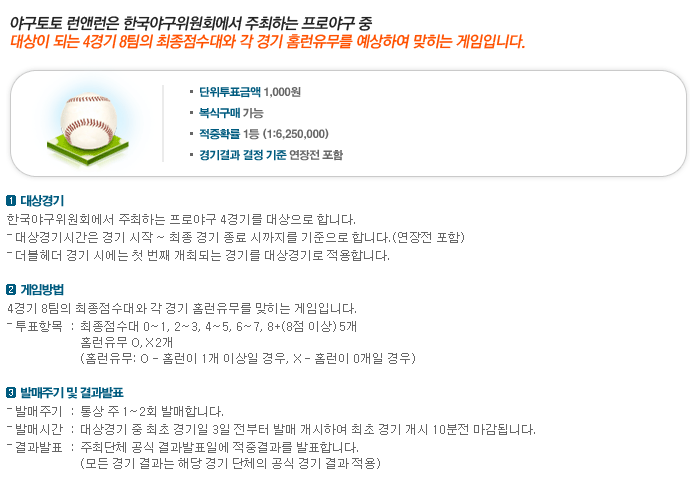 야구토토 런앤런은 한국야구위원회에서 주최하는 프로야구 중
대상이 되는 4경기 8팀의 최종점수대와 각 경기 홈런유무를 예상하여 맞히는 게임입니다.
▪ 단위투표금액 1,000원
▪ 복식구매 가능
▪ 적중확률 1등 (1:6,250,000)
▪ 경기결과 결정 기준 연장전 포함
1 대상경기
한국야구위원회에서 주최하는 프로야구 4경기를 대상으로 합니다.
- 대상경기시간은 경기 시작 ~ 최종 경기 종료 시까지를 기준으로 합니다.(연장전 포함)
- 더블헤더 경기 시에는 첫 번째 개최되는 경기를 대상경기로 적용합니다.
2 게임방법
4경기 8팀의 최종점수대와 각 경기 홈런유무를 맞히는 게임입니다.
- 투표항목 : 최종점수대 0~1, 2~3, 4~5, 6~7, 8+(8점 이상) 5개
홈런유무 O, X 2개
(홈런유무: O - 홈런이 1개 이상일 경우, X - 홈런이 0개일 경우)
3 발매주기 및 결과발표
- 발매주기 : 통상 주 1~2회 발매합니다.
- 발매시간 : 대상경기 중 최초 경기일 3일 전부터 발매 개시하여 최초 경기 개시 10분전 마감됩니다.
- 결과발표 : 주최단체 공식 결과발표일에 적중결과를 발표합니다.
(모든 경기 결과는 해당 경기 단체의 공식 경기 결과 적용)